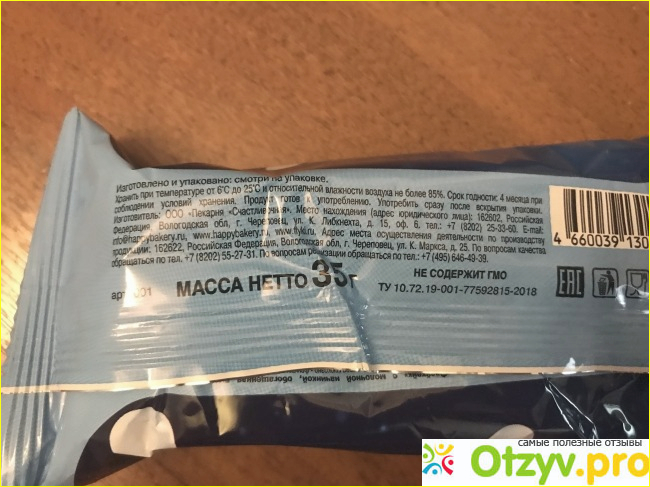 Изготовлено и упаковано: смотри на упаковке.
Хранить при температуре от 6°С до 25°С и относительной влажности воздуха не более 85%. Срок годности: 4 месяца при
соблюдении условий хранения. Продукт готов к употреблению. Употребить сразу после вскрытия упаковки.
Изготовитель: ООО «Пекарня «Счастливая». Место нахождения (адрес юридического лица): 162602, Российская
Федерация, Вологодская обл., г. Череповец, ул. К. Либкнехта, д. 15, оф. 6, тел.: +7 (8202) 25-33-60. E-mail:
info@happybakery.ru, www.happybakery.ru, www.flyki.ru. Адрес места осуществления деятельности по производству
продукции: 162622, Российская Федерация, Вологодская обл., г. Череповец, ул. К. Маркса, д. 25. По вопросам качества
продукции: тел. +7 (8202) 55-27-31. По вопросам реализации обращаться по тел.: +7 (495) 646-49-39.
4 660039 130
МАССА НЕТТО 35г
НЕ СОДЕРЖИТ ГМО
ТУ 10.72.19-001-77592815-2018
EAC
с молочной начинкой, обогащенная
самые полезные отзывы
Otzyv.pro